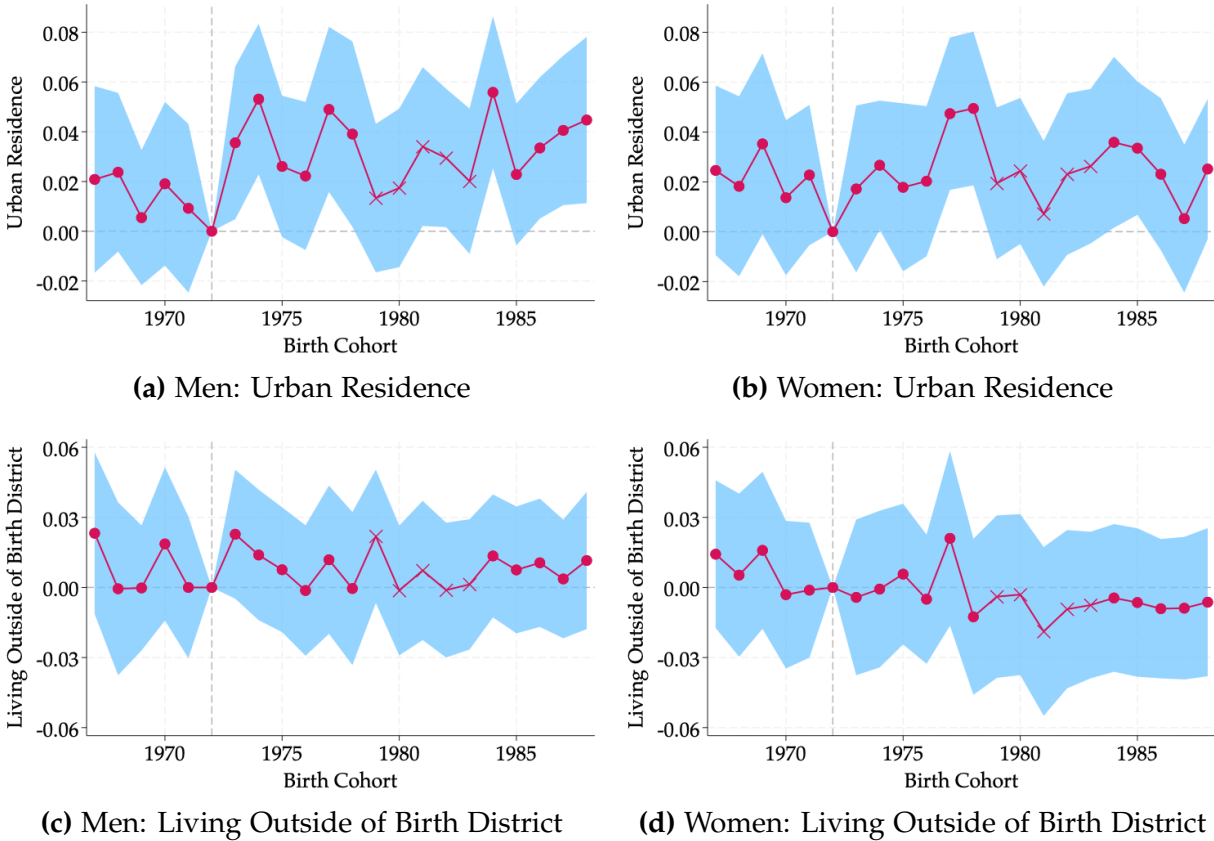 Urban Residence
0.08
0.06
0.04
0.02
0.00
-0.02
1970 1975 1980 1985
Birth Cohort
(a) Men: Urban Residence
Urban Residence
0.08
0.06
0.04
0.02
0.00
-0.02
1970 1975 1980 1985
Birth Cohort
(b) Women: Urban Residence
Living Outside of Birth District
0.06
0.03
0.00
-0.03
-0.06
1970 1975 1980 1985
Birth Cohort
(c) Men: Living Outside of Birth District
Living Outside of Birth District
0.06
0.03
0.00
-0.03
-0.06
1970 1975 1980 1985
Birth Cohort
(d) Women: Living Outside of Birth District